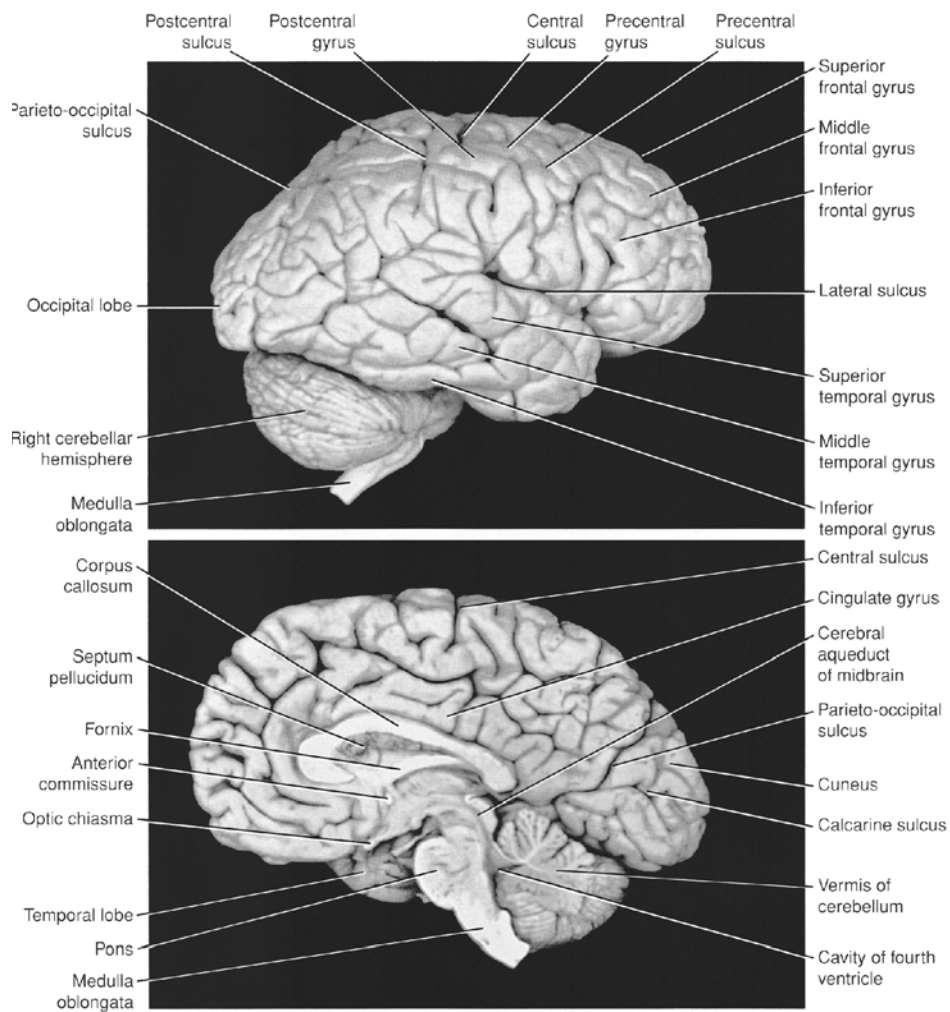 Postcentral
sulcus
Postcentral
gyrus
Central
sulcus
Precentral
gyrus
Precentral
sulcus
Superior
frontal gyrus
Parieto-occipital
sulcus
Middle
frontal gyrus
Inferior
frontal gyrus
Occipital lobe
Lateral sulcus
Superior
temporal gyrus
Right cerebellar
hemisphere
Middle
temporal gyrus
Medulla
oblongata
Inferior
temporal gyrus
Corpus
callosum
Central sulcus
Cingulate gyrus
Septum
pellucidum
Cerebral
aqueduct
of midbrain
Fornix
Parieto-occipital
sulcus
Anterior
commissure
Cuneus
Optic chiasma
Calcarine sulcus
Temporal lobe
Vermis of
cerebellum
Pons
Cavity of fourth
ventricle
Medulla
oblongata